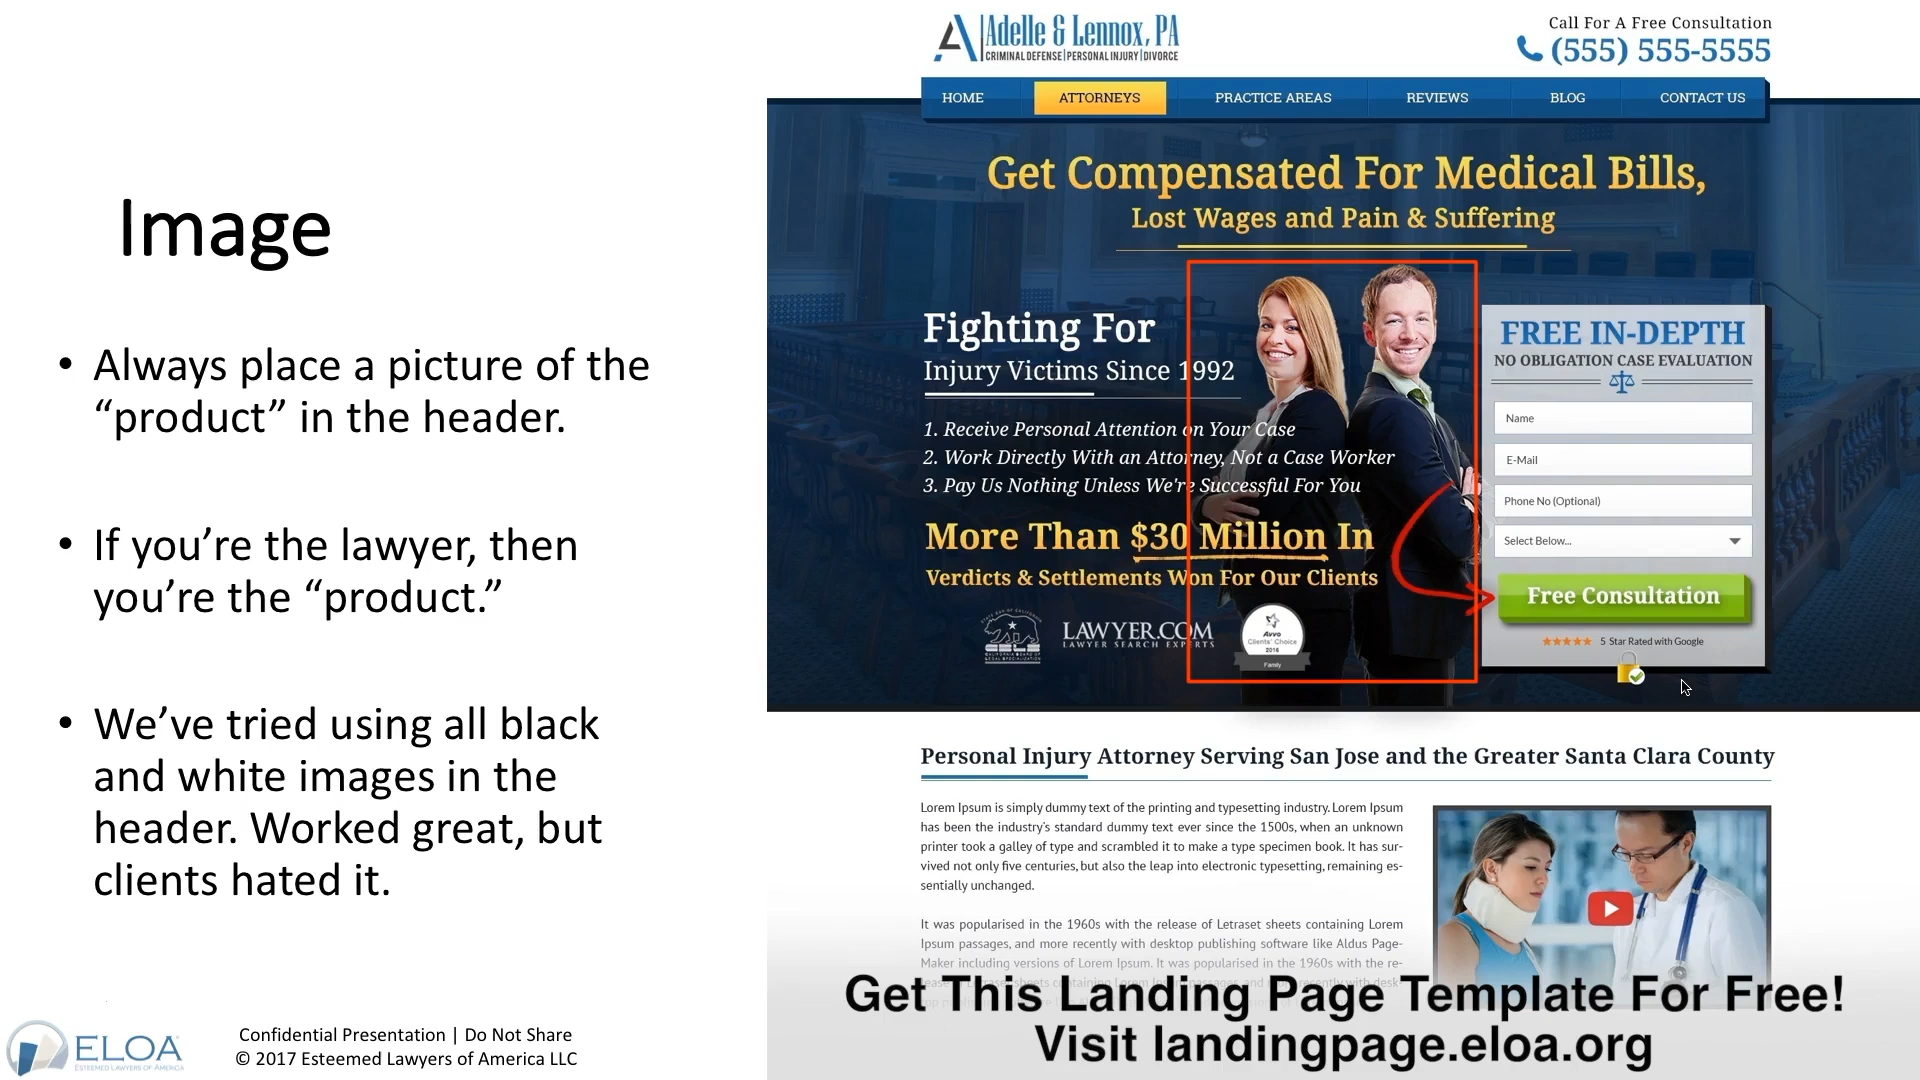 Image
• Always place a picture of the
“product” in the header.
• If you’re the lawyer, then
you’re the “product.”
• We’ve tried using all black
and white images in the
header. Worked great, but
clients hated it.
ELOA
ESTEEMED LAWYERS OF AMERICA
Confidential Presentation | Do Not Share
© 2017 Esteemed Lawyers of America LLC
Adelle & Lennox, PA
CRIMINAL DEFENSE|PERSONAL INJURY|DIVORCE
Call For A Free Consultation
(555) 555-5555
HOME ATTORNEYS PRACTICE AREAS REVIEWS BLOG CONTACT US
Get Compensated For Medical Bills,
Lost Wages and Pain & Suffering
Fighting For
Injury Victims Since 1992
1. Receive Personal Attention on Your Case
2. Work Directly With an Attorney, Not a Case Worker
3. Pay Us Nothing Unless We're Successful For You
More Than $30 Million In
Verdicts & Settlements Won For Our Clients
LAWYER.COM
LAWYER SEARCH EXPERTS
Avvo
Clients' Choice
2016
Family
FREE IN-DEPTH
NO OBLIGATION CASE EVALUATION
Name
E-Mail
Phone No (Optional)
Select Below...
Free Consultation
5 Star Rated with Google
Personal Injury Attorney Serving San Jose and the Greater Santa Clara County
Lorem Ipsum is simply dummy text of the printing and typesetting industry. Lorem Ipsum
has been the industry's standard dummy text ever since the 1500s, when an unknown
printer took a galley of type and scrambled it to make a type specimen book. It has sur-
vived not only five centuries, but also the leap into electronic typesetting, remaining es-
sentially unchanged.
It was popularised in the 1960s with the release of Letraset sheets containing Lorem
Ipsum passages, and more recently with desktop publishing software like Aldus Page-
Maker including versions of Lorem Ipsum. It was popularised in the 1960s with the re-
Get This Landing Page Template For Free!
Visit landingpage.eloa.org